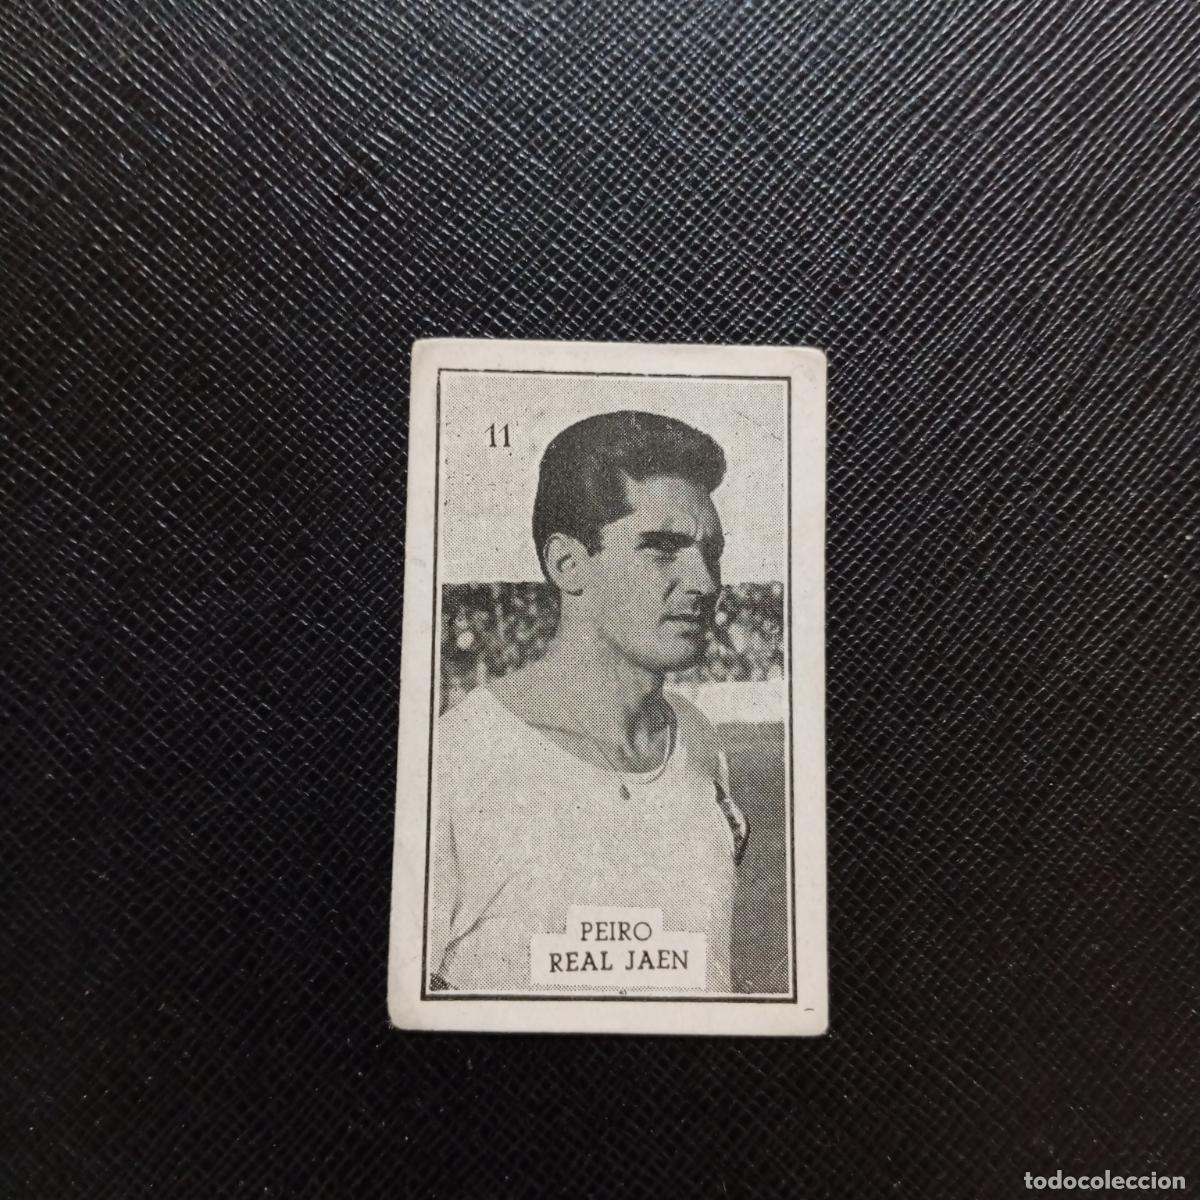 11
PEIRO
REAL JAEN
todocoleccion